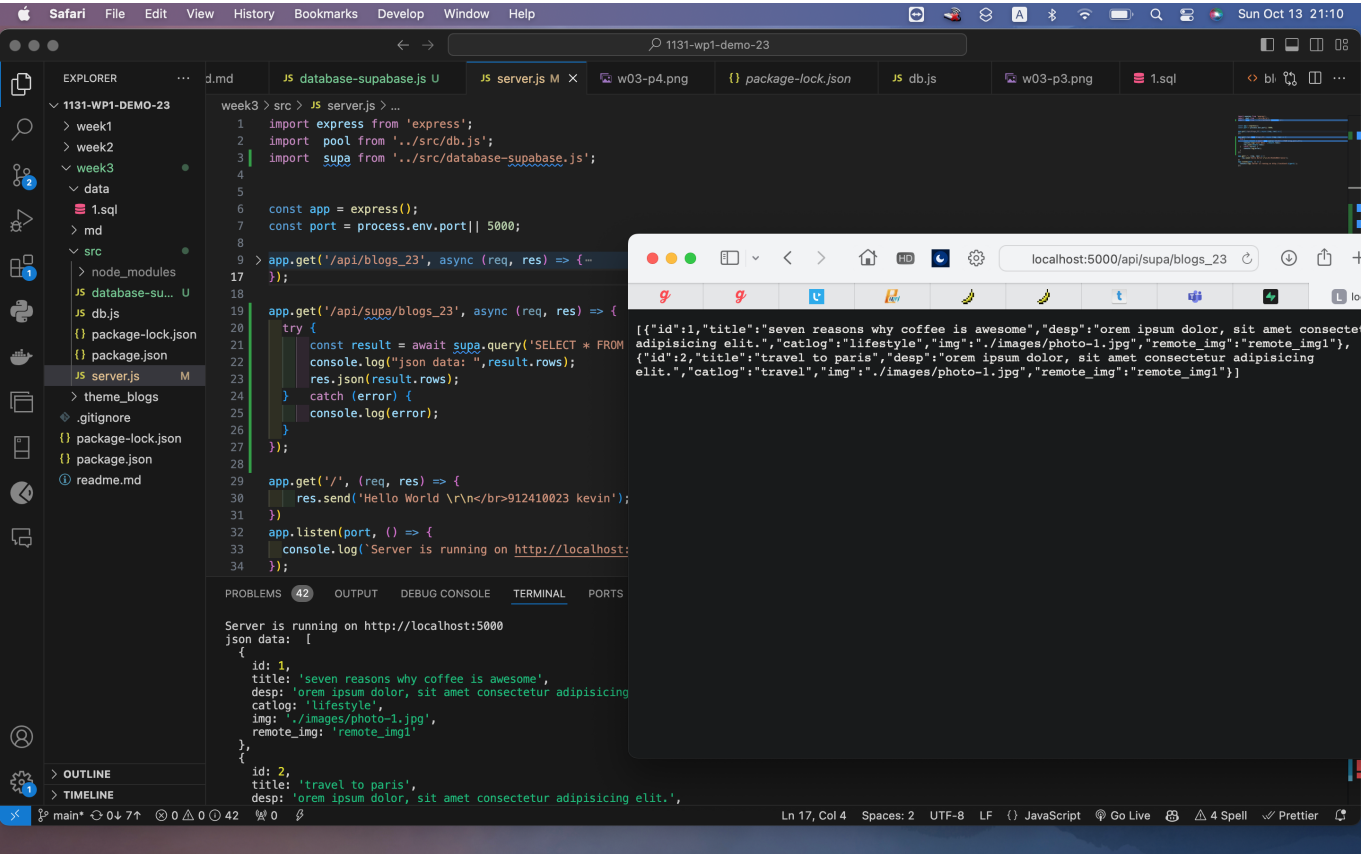 Safari File Edit View History Bookmarks Develop Window Help
A
Sun Oct 13 21:10
1131-wp1-demo-23
EXPLORER
1131-WP1-DEMO-23
week1
week2
week3
data
1.sql
md
src
node_modules
JS database-su... U
JS db.js
{} package-lock.json
{} package.json
JS server.js M
theme_blogs
.gitignore
{} package-lock.json
{} package.json
readme.md
OUTLINE
TIMELINE
2
1
1
d.md
JS database-supabase.js U
JS server.js M
w03-p4.png
{} package-lock.json
JS db.js
w03-p3.png
1.sql
bl
week3 > src > JS server.js > ...
1 import express from 'express';
2 import  pool from '../src/db.js';
3 import  supa from '../src/database-supabase.js';
4
5
6 const app = express();
7 const port = process.env.port|| 5000;
8
9 app.get('/api/blogs_23', async (req, res) => {
17 });
18
19 app.get('/api/supa/blogs_23', async (req, res) => {
20   try {
21       const result = await supa.query('SELECT * FROM
22       console.log("json data: ",result.rows);
23       res.json(result.rows);
24   }   catch (error) {
25       console.log(error);
26   }
27 });
28
29 app.get('/', (req, res) => {
30     res.send('Hello World \r\n</br>912410023 kevin');
31 })
32 app.listen(port, () => {
33   console.log(`Server is running on http://localhost:
34 });
PROBLEMS 42 OUTPUT DEBUG CONSOLE TERMINAL PORTS
Server is running on http://localhost:5000
json data:  [
  {
    id: 1,
    title: 'seven reasons why coffee is awesome',
    desp: 'orem ipsum dolor, sit amet consectetur adipisicing
    catlog: 'lifestyle',
    img: './images/photo-1.jpg',
    remote_img: 'remote_img1'
  },
  {
    id: 2,
    title: 'travel to paris',
    desp: 'orem ipsum dolor, sit amet consectetur adipisicing elit.',
HD
localhost:5000/api/supa/blogs_23
g
g
t
L lo
[{"id":1,"title":"seven reasons why coffee is awesome","desp":"orem ipsum dolor, sit amet consectet
adipisicing elit.","catlog":"lifestyle","img":"./images/photo-1.jpg","remote_img":"remote_img1"},
{"id":2,"title":"travel to paris","desp":"orem ipsum dolor, sit amet consectetur adipisicing
elit.","catlog":"travel","img":"./images/photo-1.jpg","remote_img":"remote_img1"}]
main* 0↓ 7↑ 0 0 42 0
Ln 17, Col 4 Spaces: 2 UTF-8 LF {} JavaScript Go Live 4 Spell Prettier